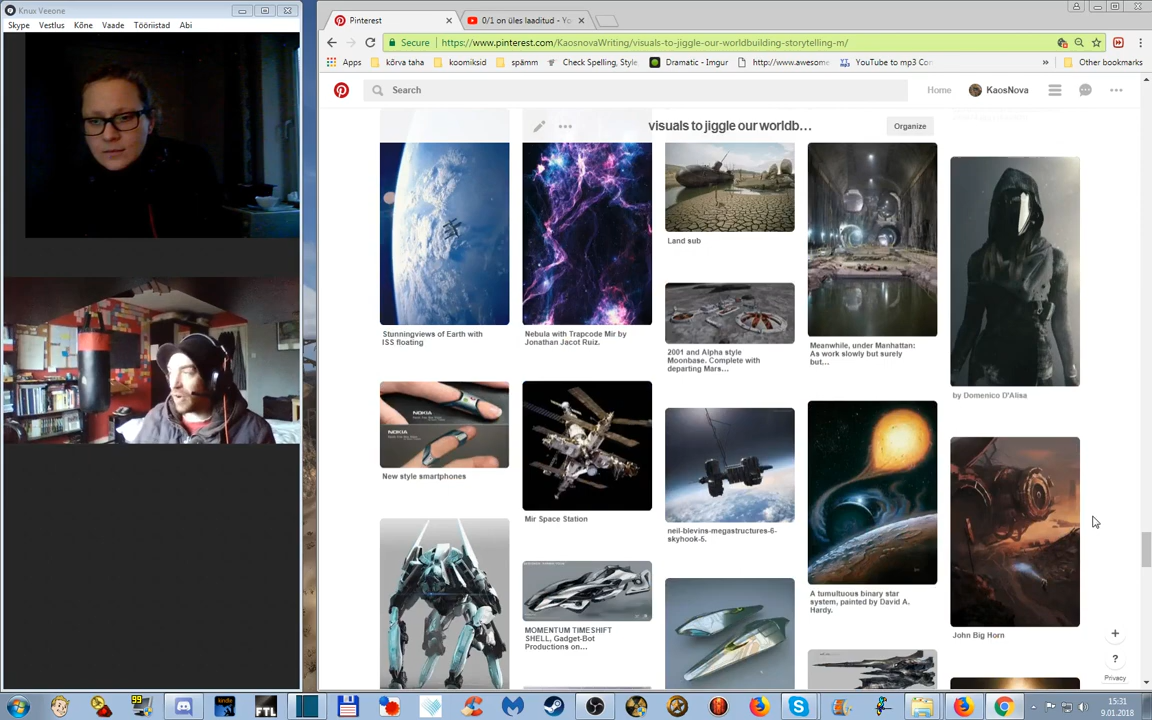 Knux Veeone
Skype Vestlus Kõne Vaade Tööriistad Abi
Pinterest
0/1 on üles laaditud - Yo
Secure https://www.pinterest.com/KaosnovaWriting/visuals-to-jiggle-our-worldbuilding-storytelling-m/
Apps kõrva taha koomiksid spämm Check Spelling, Style, Dramatic - Imgur http://www.awesome YouTube to mp3 Con » Other bookmarks
Search
Home KaosNova
visuals to jiggle our worldb...
Organize
Stunningviews of Earth with
ISS floating
Nebula with Trapcode Mir by
Jonathan Jacot Ruiz.
Land sub
2001 and Alpha style
Moonbase. Complete with
departing Mars...
Meanwhile, under Manhattan:
As work slowly but surely
but...
by Domenico D'Alisa
NOKIA
NOKIA
New style smartphones
Mir Space Station
neil-blevins-megastructures-6-
skyhook-5.
A tumultuous binary star
system, painted by David A.
Hardy.
John Big Horn
MOMENTUM TIMESHIFT
SHELL, Gadget-Bot
Productions on...
+
?
Privacy
99
kindle
FTL
15:31
9.01.2018